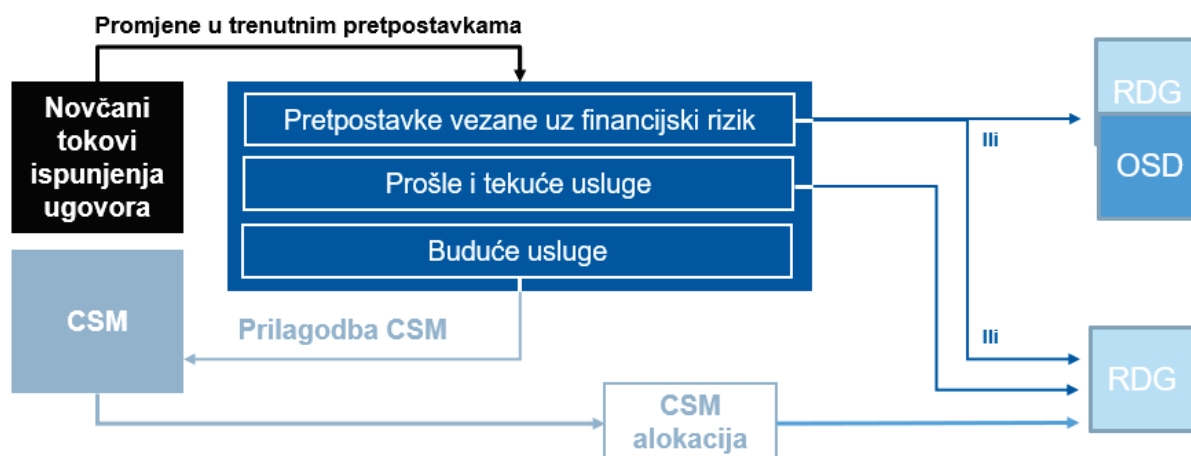 Promjene u trenutnim pretpostavkama
Novčani
tokovi
ispunjenja
ugovora
Pretpostavke vezane uz financijski rizik
Prošle i tekuće usluge
Buduće usluge
Ili
RDG
OSD
CSM
Prilagodba CSM
Ili
RDG
CSM
alokacija